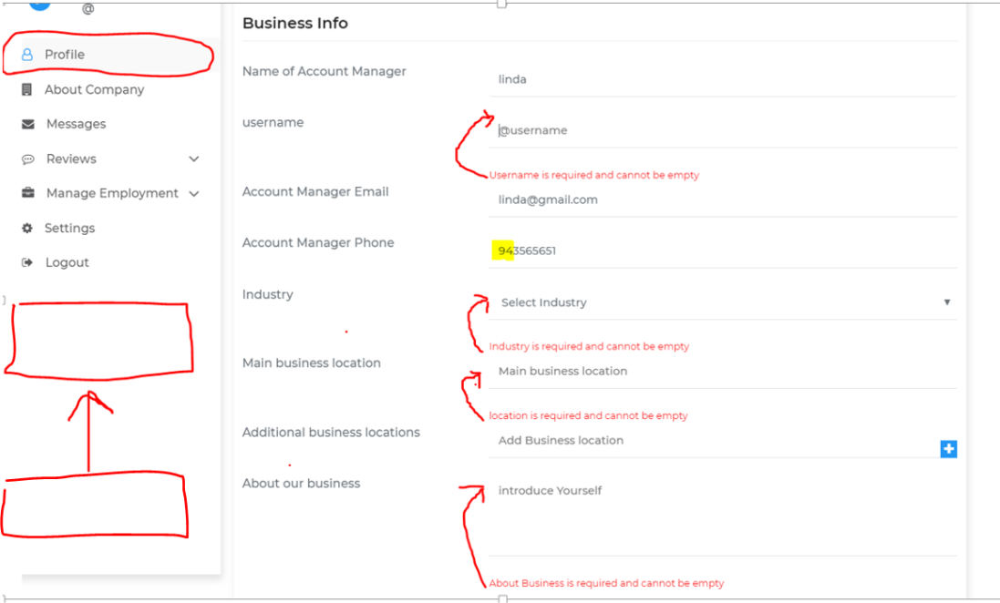 @
Profile
About Company
Messages
Reviews
Manage Employment
Settings
Logout
Business Info
Name of Account Manager
linda
username
@username
Username is required and cannot be empty
Account Manager Email
linda@gmail.com
Account Manager Phone
943565651
Industry
Select Industry
Industry is required and cannot be empty
Main business location
Main business location
location is required and cannot be empty
Additional business locations
Add Business location
About our business
introduce Yourself
About Business is required and cannot be empty